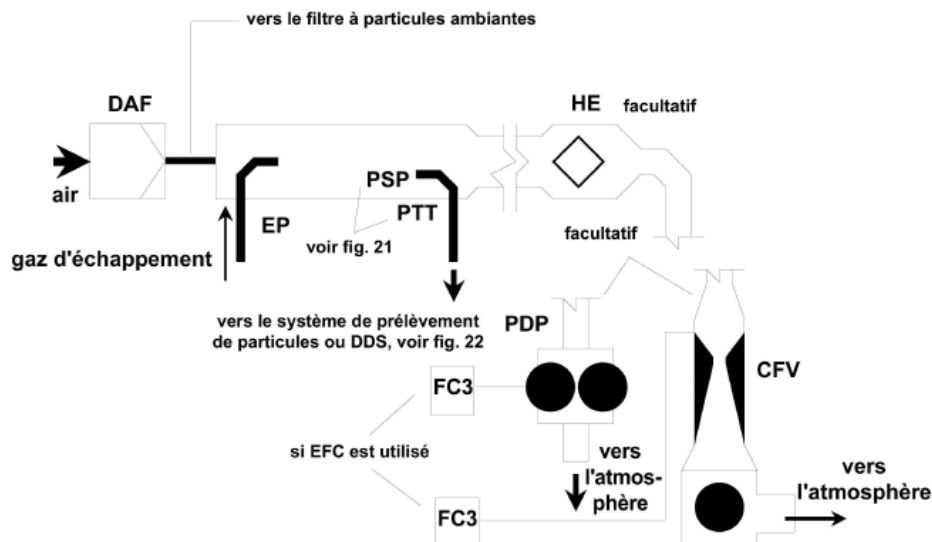 vers le filtre à particules ambiantes
DAF
HE
facultatif
air
PSP
EP
PTT
voir fig. 21
gaz d'échappement
facultatif
vers le système de prélèvement
de particules ou DDS, voir fig. 22
PDP
CFV
FC3
si EFC est utilisé
vers
l'atmos-
phère
vers
l'atmosphère
FC3